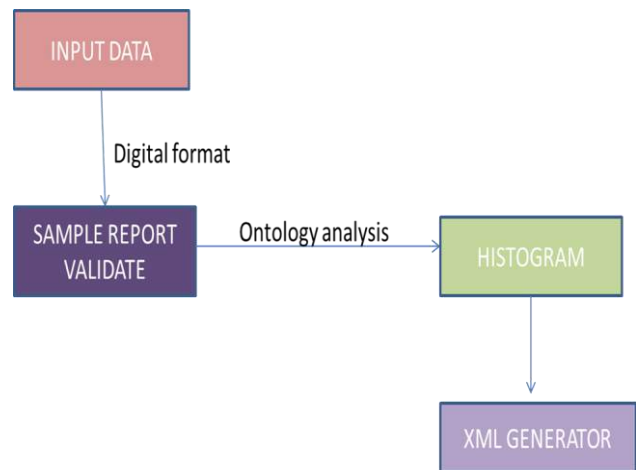 INPUT DATA
Digital format
SAMPLE REPORT
VALIDATE
Ontology analysis
HISTOGRAM
XML GENERATOR